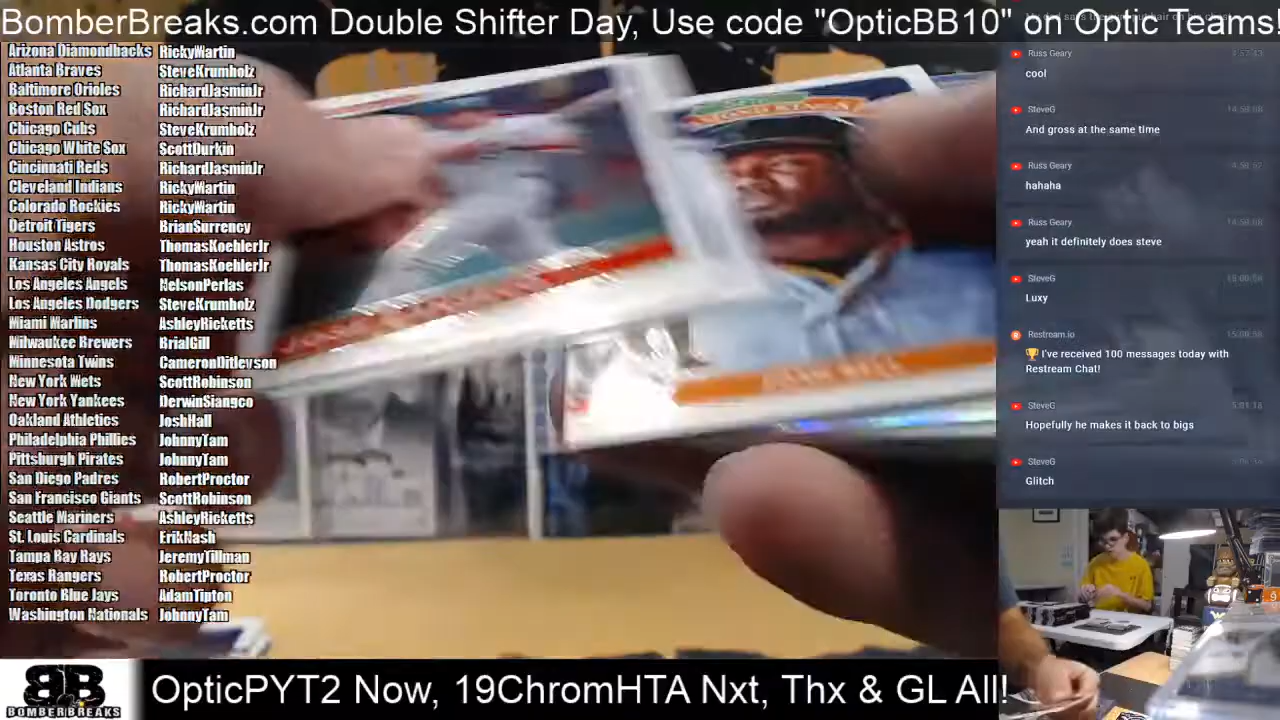 BomberBreaks.com Double Shifter Day, Use code "OpticBB10" on Optic Teams!
Arizona Diamondbacks RickyMartin
Atlanta Braves SteveKrumholz
Baltimore Orioles RichardJasminJr
Boston Red Sox RichardJasminJr
Chicago Cubs SteveKrumholz
Chicago White Sox ScottDurkin
Cincinnati Reds RichardJasminJr
Cleveland Indians RickyMartin
Colorado Rockies RickyMartin
Detroit Tigers BrianSurrency
Houston Astros ThomasKoehlerJr
Kansas City Royals ThomasKoehlerJr
Los Angeles Angels NelsonPerlas
Los Angeles Dodgers SteveKrumholz
Miami Marlins AshleyRicketts
Milwaukee Brewers BrialGill
Minnesota Twins CameronDitlevson
New York Mets ScottRobinson
New York Yankees DerwinSiangco
Oakland Athletics JoshHall
Philadelphia Phillies JohnnyTam
Pittsburgh Pirates JohnnyTam
San Diego Padres RobertProctor
San Francisco Giants ScottRobinson
Seattle Mariners AshleyRicketts
St. Louis Cardinals ErikNash
Tampa Bay Rays JeremyTillman
Texas Rangers RobertProctor
Toronto Blue Jays AdamTipton
Washington Nationals JohnnyTam
DIAMOND KINGS
JOSH BELL
Russ Geary
cool
SteveG
And gross at the same time
Russ Geary
hahaha
Russ Geary
yeah it definitely does steve
SteveG
Luxy
Restream.io
🏆 I've received 100 messages today with
Restream Chat!
SteveG
Hopefully he makes it back to bigs
SteveG
Glitch
BB
BOMBERBREAKS
OpticPYT2 Now, 19ChromHTA Nxt, Thx & GL All!